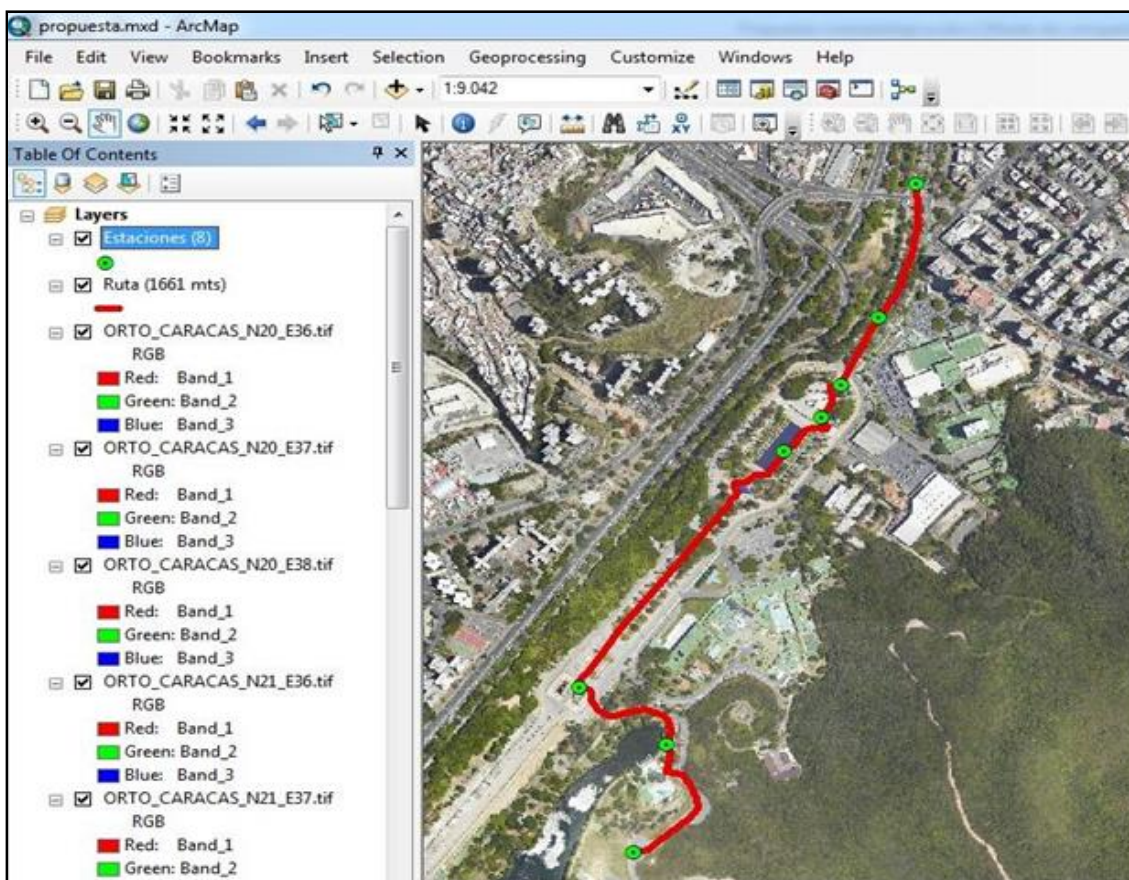 propuesta.mxd - ArcMap
File Edit View Bookmarks Insert Selection Geoprocessing Customize Windows Help
1:9.042
Table Of Contents
Layers
Estaciones (8)
Ruta (1661 mts)
ORTO_CARACAS_N20_E36.tif
RGB
Red: Band_1
Green: Band_2
Blue: Band_3
ORTO_CARACAS_N20_E37.tif
RGB
Red: Band_1
Green: Band_2
Blue: Band_3
ORTO_CARACAS_N20_E38.tif
RGB
Red: Band_1
Green: Band_2
Blue: Band_3
ORTO_CARACAS_N21_E36.tif
RGB
Red: Band_1
Green: Band_2
Blue: Band_3
ORTO_CARACAS_N21_E37.tif
RGB
Red: Band_1
Green: Band_2